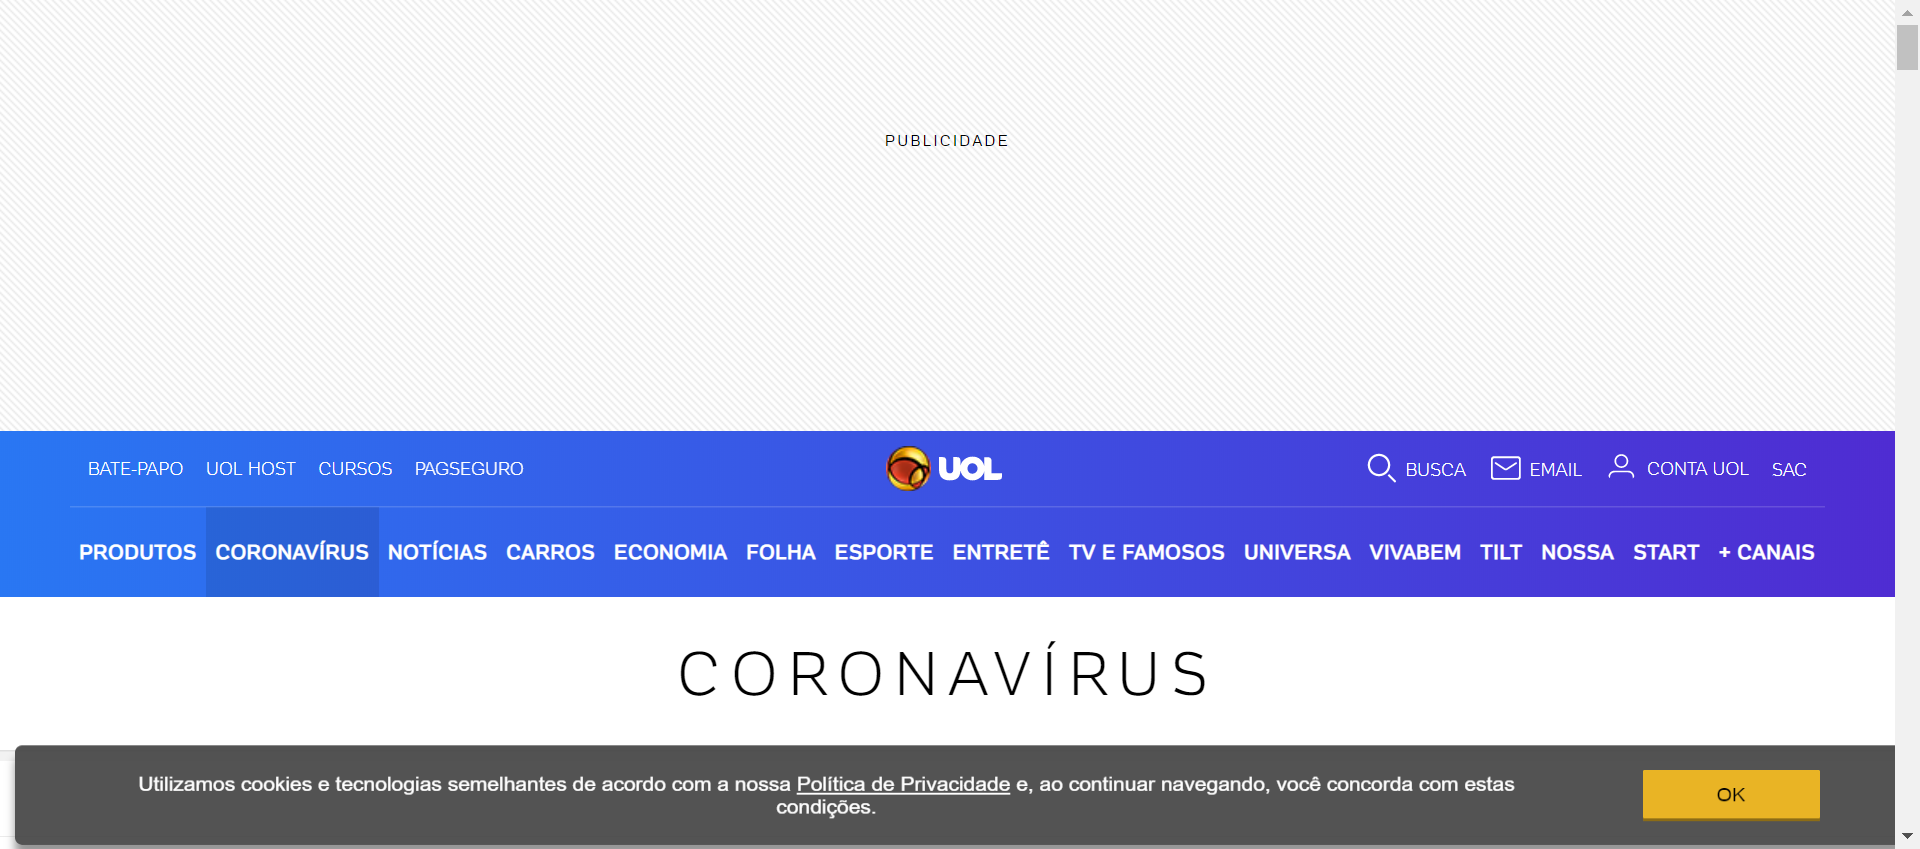 PUBLICIDADE
BATE-PAPO UOL HOST CURSOS PAGSEGURO UOL BUSCA EMAIL CONTA UOL SAC
PRODUTOS CORONAVÍRUS NOTÍCIAS CARROS ECONOMIA FOLHA ESPORTE ENTRETÊ TV E FAMOSOS UNIVERSA VIVABEM TILT NOSSA START + CANAIS
CORONAVÍRUS
Utilizamos cookies e tecnologias semelhantes de acordo com a nossa Política de Privacidade e, ao continuar navegando, você concorda com estas
condições.
OK